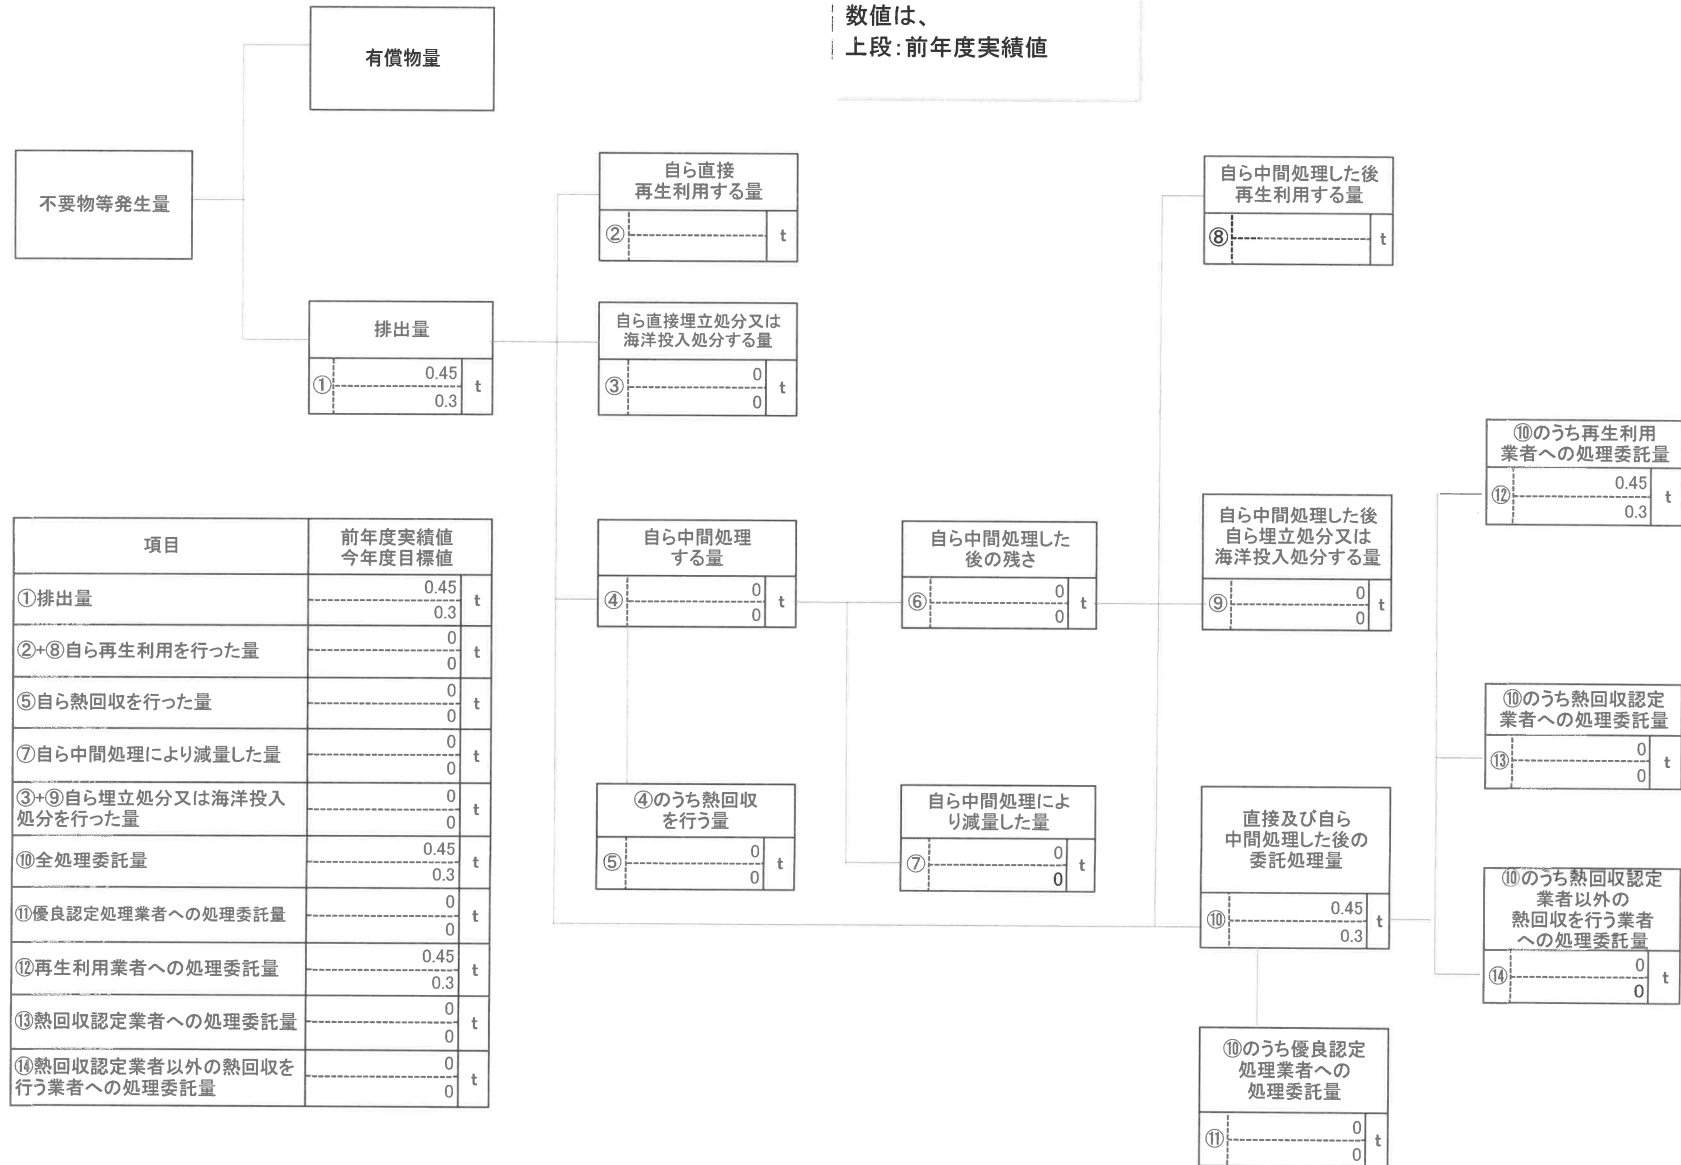 数値は、
上段：前年度実績値
有償物量
不要物等発生量
自ら直接
再生利用する量
② t
自ら中間処理した後
再生利用する量
⑧ t
排出量
① 0.45 t
0.3
自ら直接埋立処分又は
海洋投入処分する量
③ 0 t
0
⑩のうち再生利用
業者への処理委託量
⑫ 0.45 t
0.3
自ら中間処理
する量
④ 0 t
0
自ら中間処理した
後の残さ
⑥ 0 t
0
自ら中間処理した後
自ら埋立処分又は
海洋投入処分する量
⑨ 0 t
0
⑩のうち熱回収認定
業者への処理委託量
⑬ 0 t
0
④のうち熱回収
を行う量
⑤ 0 t
0
自ら中間処理によ
り減量した量
⑦ 0 t
0
直接及び自ら
中間処理した後の
委託処理量
⑩ 0.45 t
0.3
⑩のうち熱回収認定
業者以外の
熱回収を行う業者
への処理委託量
⑭ 0 t
0
⑩のうち優良認定
処理業者への
処理委託量
⑪ 0 t
0
項目 前年度実績値
今年度目標値
①排出量 0.45 t
0.3
②+⑧自ら再生利用を行った量 0 t
0
⑤自ら熱回収を行った量 0 t
0
⑦自ら中間処理により減量した量 0 t
0
③+⑨自ら埋立処分又は海洋投入
処分を行った量 0 t
0
⑩全処理委託量 0.45 t
0.3
⑪優良認定処理業者への処理委託量 0 t
0
⑫再生利用業者への処理委託量 0.45 t
0.3
⑬熱回収認定業者への処理委託量 0 t
0
⑭熱回収認定業者以外の熱回収を
行う業者への処理委託量 0 t
0